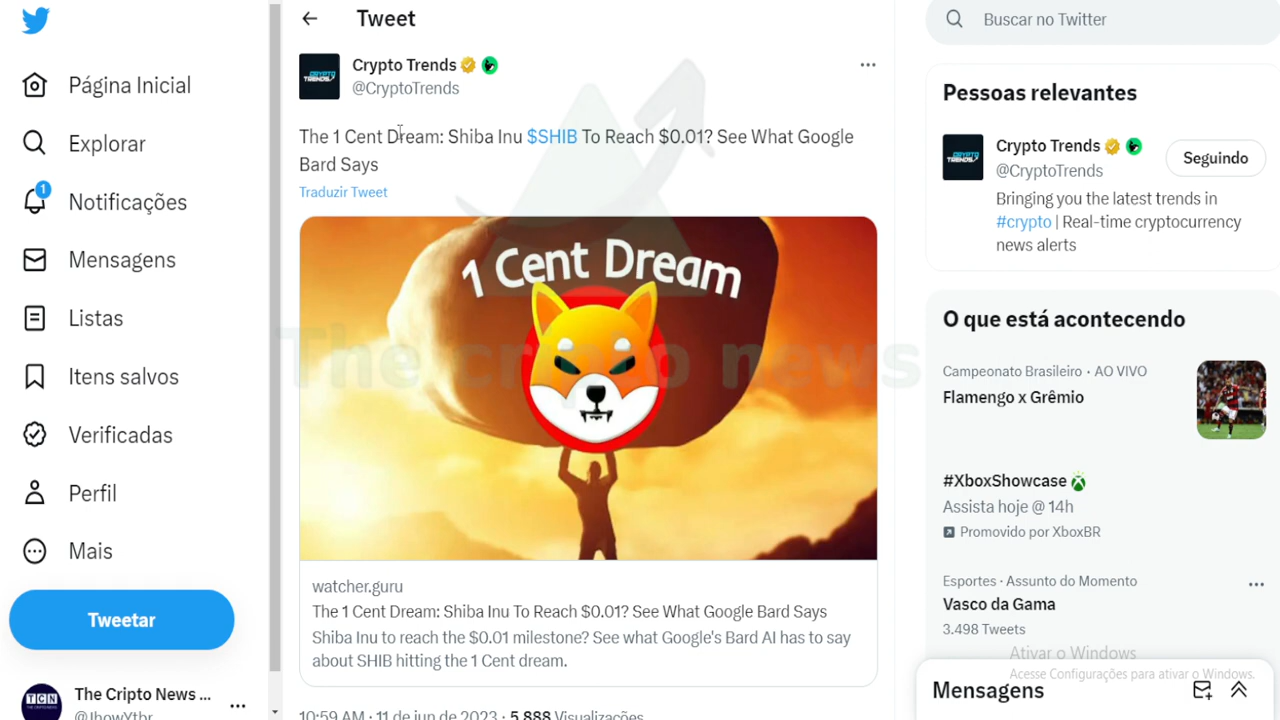 Tweet
Buscar no Twitter
Página Inicial
Explorar
1
Notificações
Mensagens
Listas
Itens salvos
Verificadas
Perfil
Mais
Tweetar
TCN
The Cripto News ...
@JhowYtbr
CRYPTO
TRENDS
Crypto Trends
@CryptoTrends
The 1 Cent Dream: Shiba Inu $SHIB To Reach $0.01? See What Google
Bard Says
Traduzir Tweet
1 Cent Dream
The cripto news
watcher.guru
The 1 Cent Dream: Shiba Inu To Reach $0.01? See What Google Bard Says
Shiba Inu to reach the $0.01 milestone? See what Google's Bard AI has to say
about SHIB hitting the 1 Cent dream.
10:59 AM · 11 de jun de 2023 · 5.888 Visualizações
Pessoas relevantes
CRYPTO
TRENDS
Crypto Trends
@CryptoTrends
Seguindo
Bringing you the latest trends in
#crypto | Real-time cryptocurrency
news alerts
O que está acontecendo
Campeonato Brasileiro · AO VIVO
Flamengo x Grêmio
#XboxShowcase
Assista hoje @ 14h
Promovido por XboxBR
Esportes · Assunto do Momento
Vasco da Gama
3.498 Tweets
Ativar o Windows
Acesse Configurações para ativar o Windows.
Mensagens